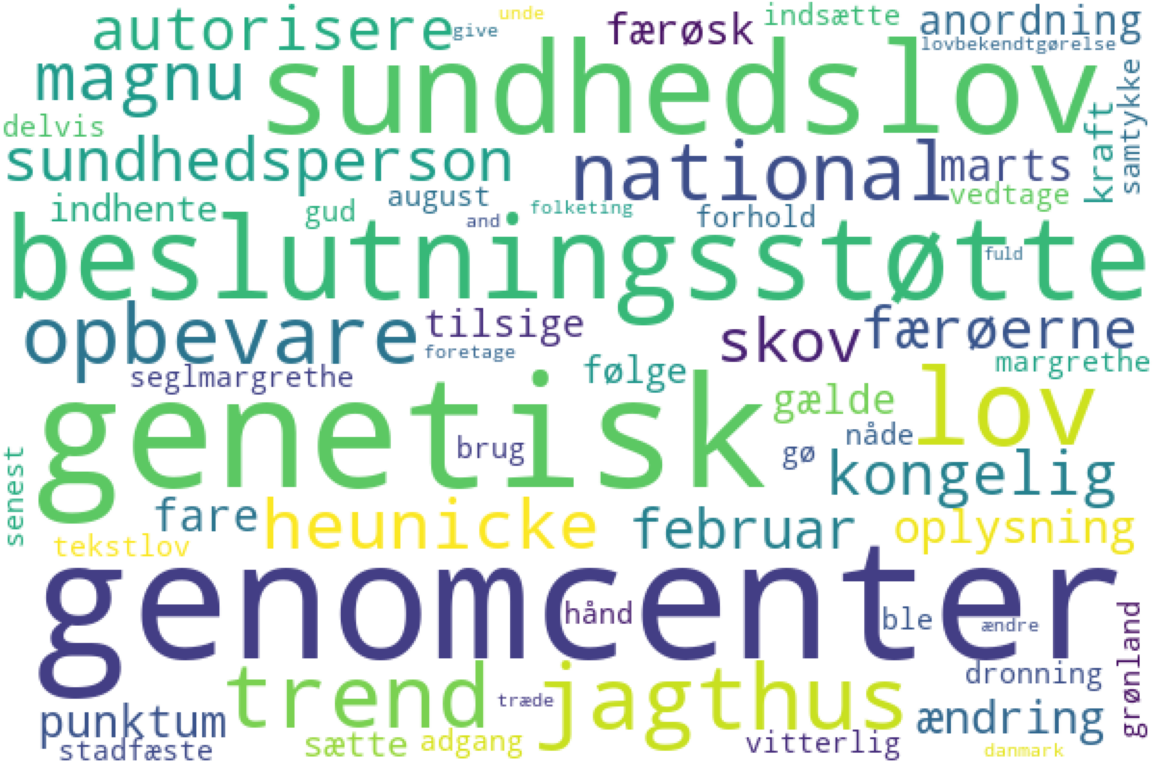 autorisere give unde færøsk indsætte anordning
lovbekendtgørelse
magnu sundhedslov
delvis
sundhedsperson national marts kraft samtykke
indhente gud august and folketing forhold vedtage
beslutningsstøtte fuld
opbevare tilsige skov færøerne
foretage
seglmargrethe følge margrethe
genetisk gælde lov
brug gø nåde
senest kongelig
fare heunicke februar oplysning
tekstlov
genomcenter
hånd ble ændre
trend jagthus dronning grønland
punktum træde ændring
stadfæste sætte adgang vitterlig danmark